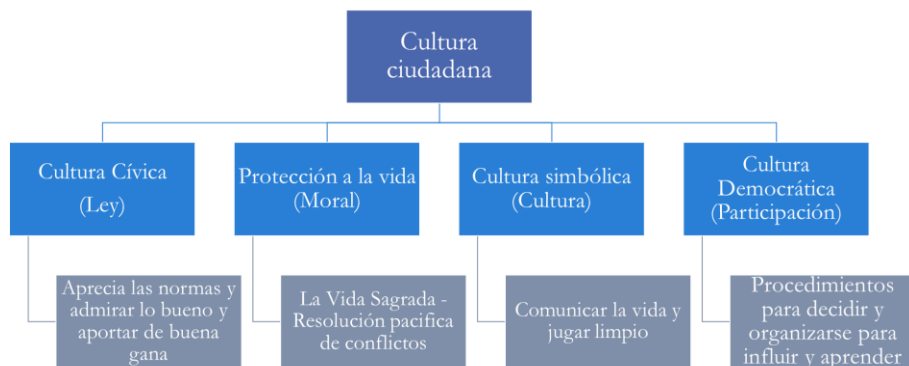 Cultura
ciudadana
Cultura Cívica
(Ley)
Protección a la vida
(Moral)
Cultura simbólica
(Cultura)
Cultura
Democrática
(Participación)
Aprecia las normas y
admirar lo bueno y
aportar de buena
gana
La Vida Sagrada -
Resolución pacifica
de conflictos
Comunicar la vida y
jugar limpio
Procedimientos
para decidir y
organizarse para
influir y aprender